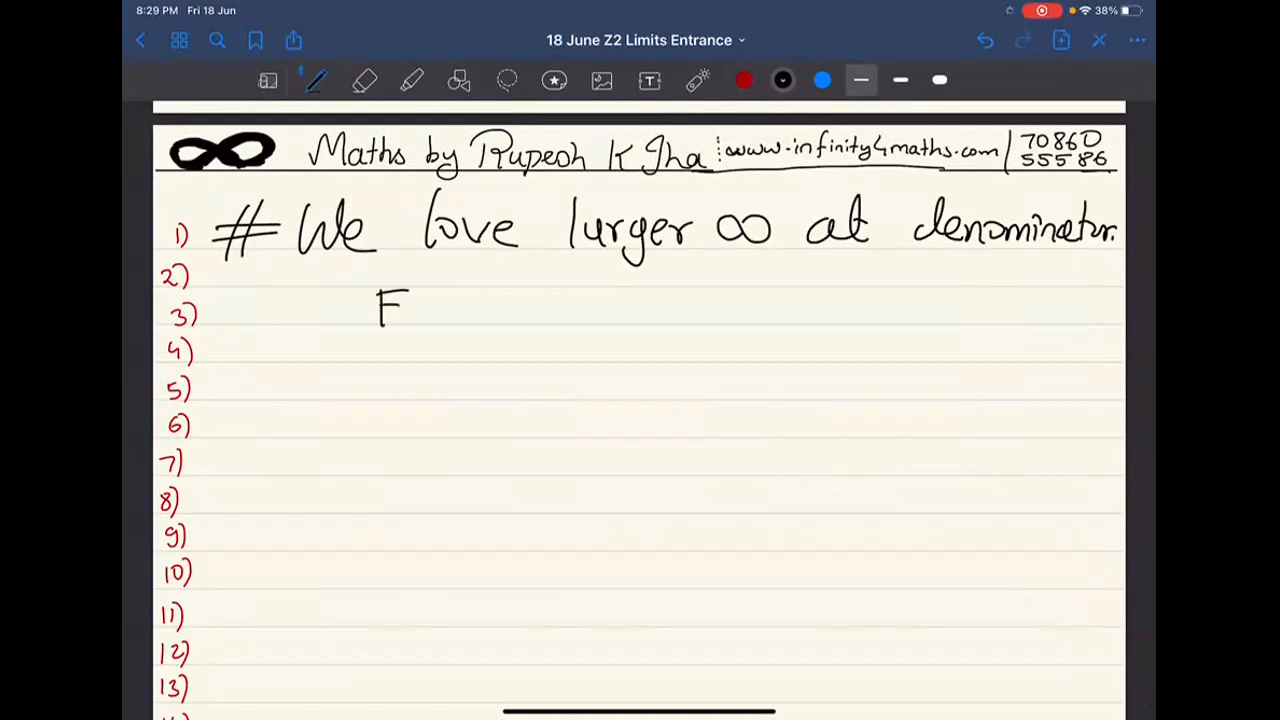 8:29 PM Fri 18 Jun 38%
18 June Z2 Limits Entrance
T
∞ Maths by Rupesh K Jha www.infinity4maths.com 70860
55586
1) # We love larger ∞ at denominator.
2)
3) F
4)
5)
6)
7)
8)
9)
10)
11)
12)
13)